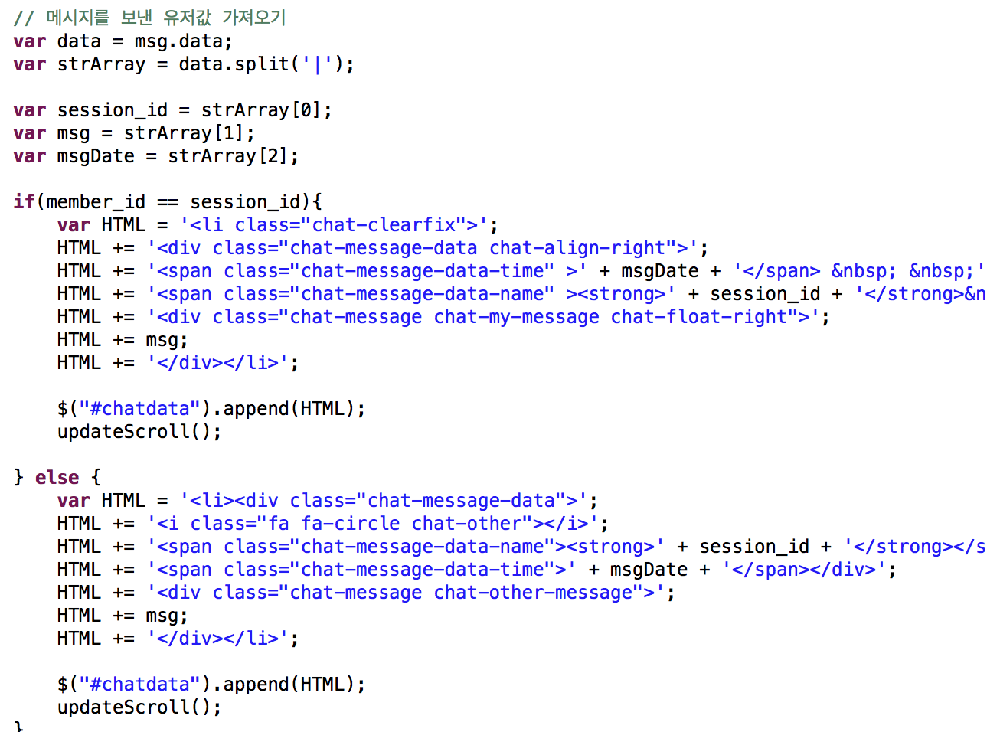 // 메시지를 보낸 유저값 가져오기
var data = msg.data;
var strArray = data.split('|');
var session_id = strArray[0];
var msg = strArray[1];
var msgDate = strArray[2];
if(member_id == session_id){
var HTML = '<li class="chat-clearfix">';
HTML += '<div class="chat-message-data chat-align-right">';
HTML += '<span class="chat-message-data-time" >' + msgDate + '</span> &nbsp; &nbsp;'
HTML += '<span class="chat-message-data-name" ><strong>' + session_id + '</strong>&n
HTML += '<div class="chat-message chat-my-message chat-float-right">';
HTML += msg;
HTML += '</div></li>';
$("#chatdata").append(HTML);
updateScroll();
} else {
var HTML = '<li><div class="chat-message-data">';
HTML += '<i class="fa fa-circle chat-other"></i>';
HTML += '<span class="chat-message-data-name"><strong>' + session_id + '</strong></s
HTML += '<span class="chat-message-data-time">' + msgDate + '</span></div>';
HTML += '<div class="chat-message chat-other-message">';
HTML += msg;
HTML += '</div></li>';
$("#chatdata").append(HTML);
updateScroll();
}